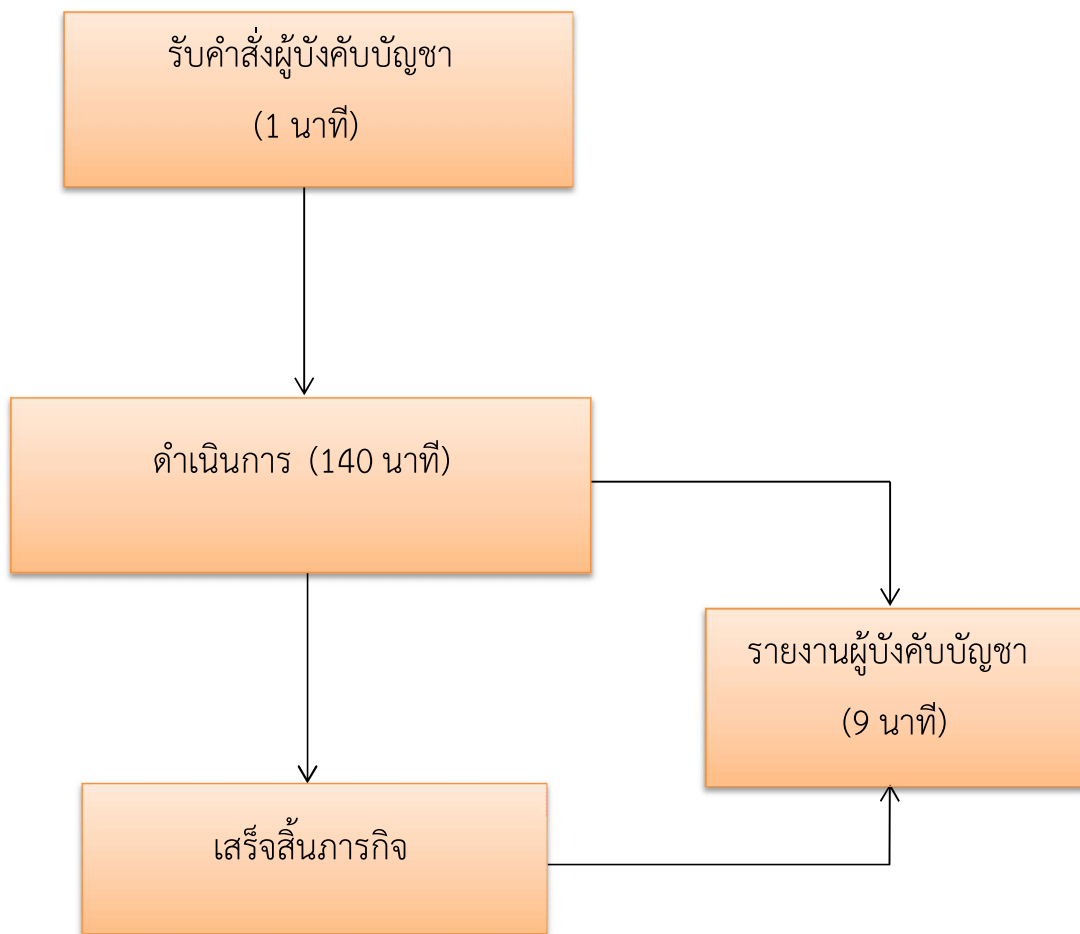 รับคำสั่งผู้บังคับบัญชา
(1 นาที)
ดำเนินการ (140 นาที)
รายงานผู้บังคับบัญชา
(9 นาที)
เสร็จสิ้นภารกิจ